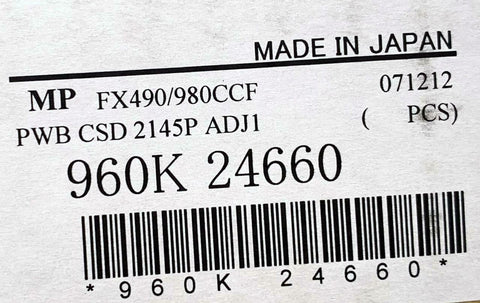 MADE IN JAPAN
MP FX490/980CCF 071212
PWB CSD 2145P ADJ1 ( PCS)
960K 24660
*960K 24660*